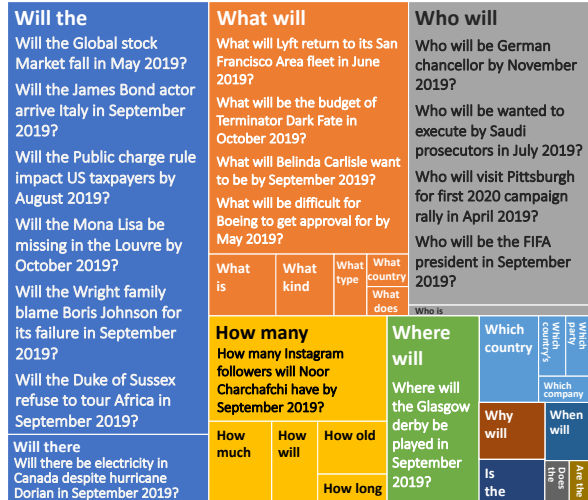 Will the
Will the Global stock
Market fall in May 2019?
Will the James Bond actor
arrive Italy in September
2019?
Will the Public charge rule
impact US taxpayers by
August 2019?
Will the Mona Lisa be
missing in the Louvre by
October 2019?
Will the Wright family
blame Boris Johnson for
its failure in September
2019?
Will the Duke of Sussex
refuse to tour Africa in
September 2019?
Will there
Will there be electricity in
Canada despite hurricane
Dorian in September 2019?
What will
What will Lyft return to its San
Francisco Area fleet in June
2019?
What will be the budget of
Terminator Dark Fate in
October 2019?
What will Belinda Carlisle want
to be by September 2019?
What will be difficult for
Boeing to get approval for by
May 2019?
What
is
What
kind
What
type
What
country
What
does
Who will
Who will be German
chancellor by November
2019?
Who will be wanted to
execute by Saudi
prosecutors in July 2019?
Who will visit Pittsburgh
for first 2020 campaign
rally in April 2019?
Who will be the FIFA
president in September
2019?
Who is
How many
How many Instagram
followers will Noor
Charchafchi have by
September 2019?
How
much
How
will
How old
How long
Where
will
Where will
the Glasgow
derby be
played in
September
2019?
Which
country
Which
country's
Which
party
Which
company
Why
will
When
will
Is the
Does
the
Are the